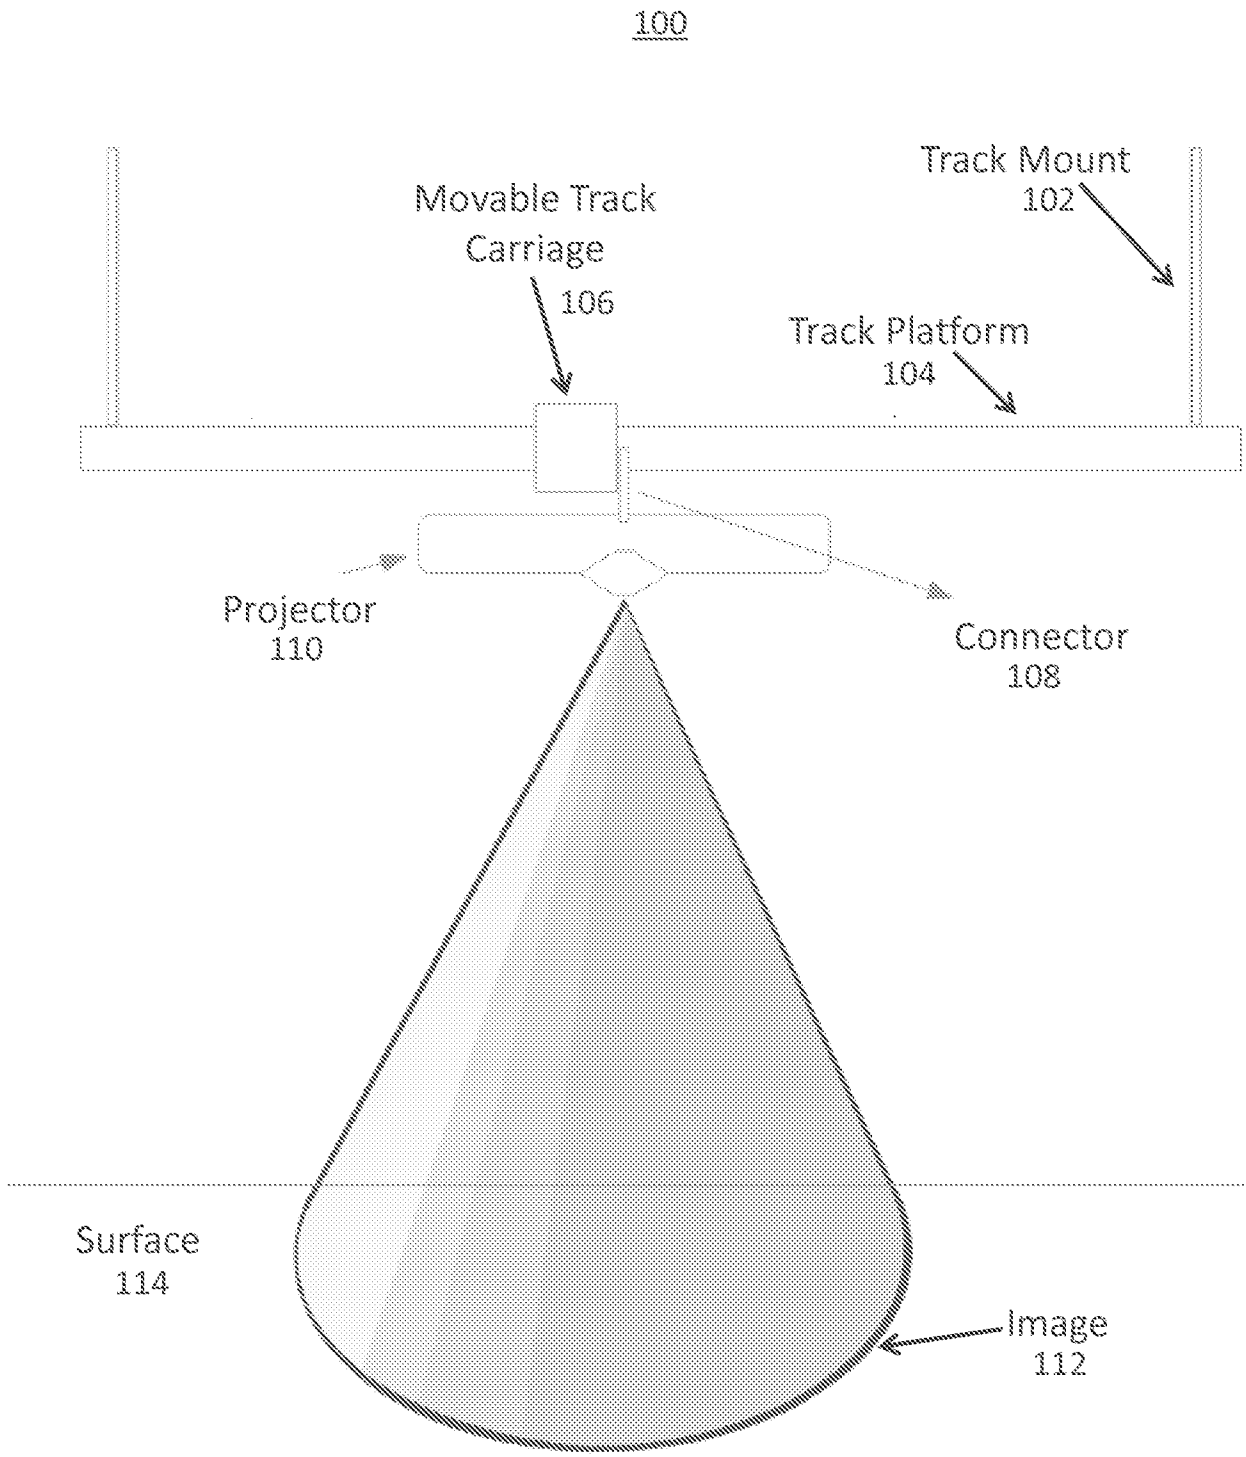 100
Track Mount
102
Movable Track
Carriage
106
Track Platform
104
Projector
110
Connector
108
Surface
114
Image
112